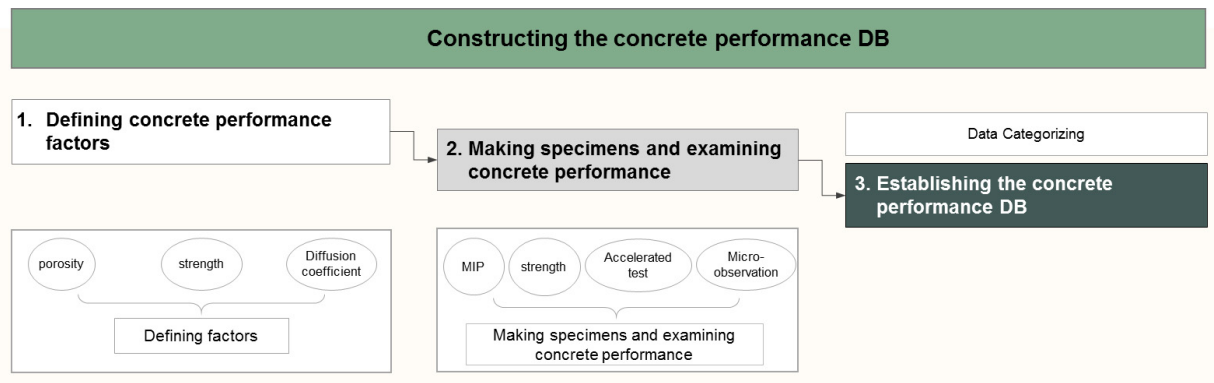 Constructing the concrete performance DB
1. Defining concrete performance
factors
2. Making specimens and examining
concrete performance
Data Categorizing
3. Establishing the concrete
performance DB
porosity
strength
Diffusion
coefficient
Defining factors
MIP
strength
Accelerated
test
Micro-
observation
Making specimens and examining
concrete performance